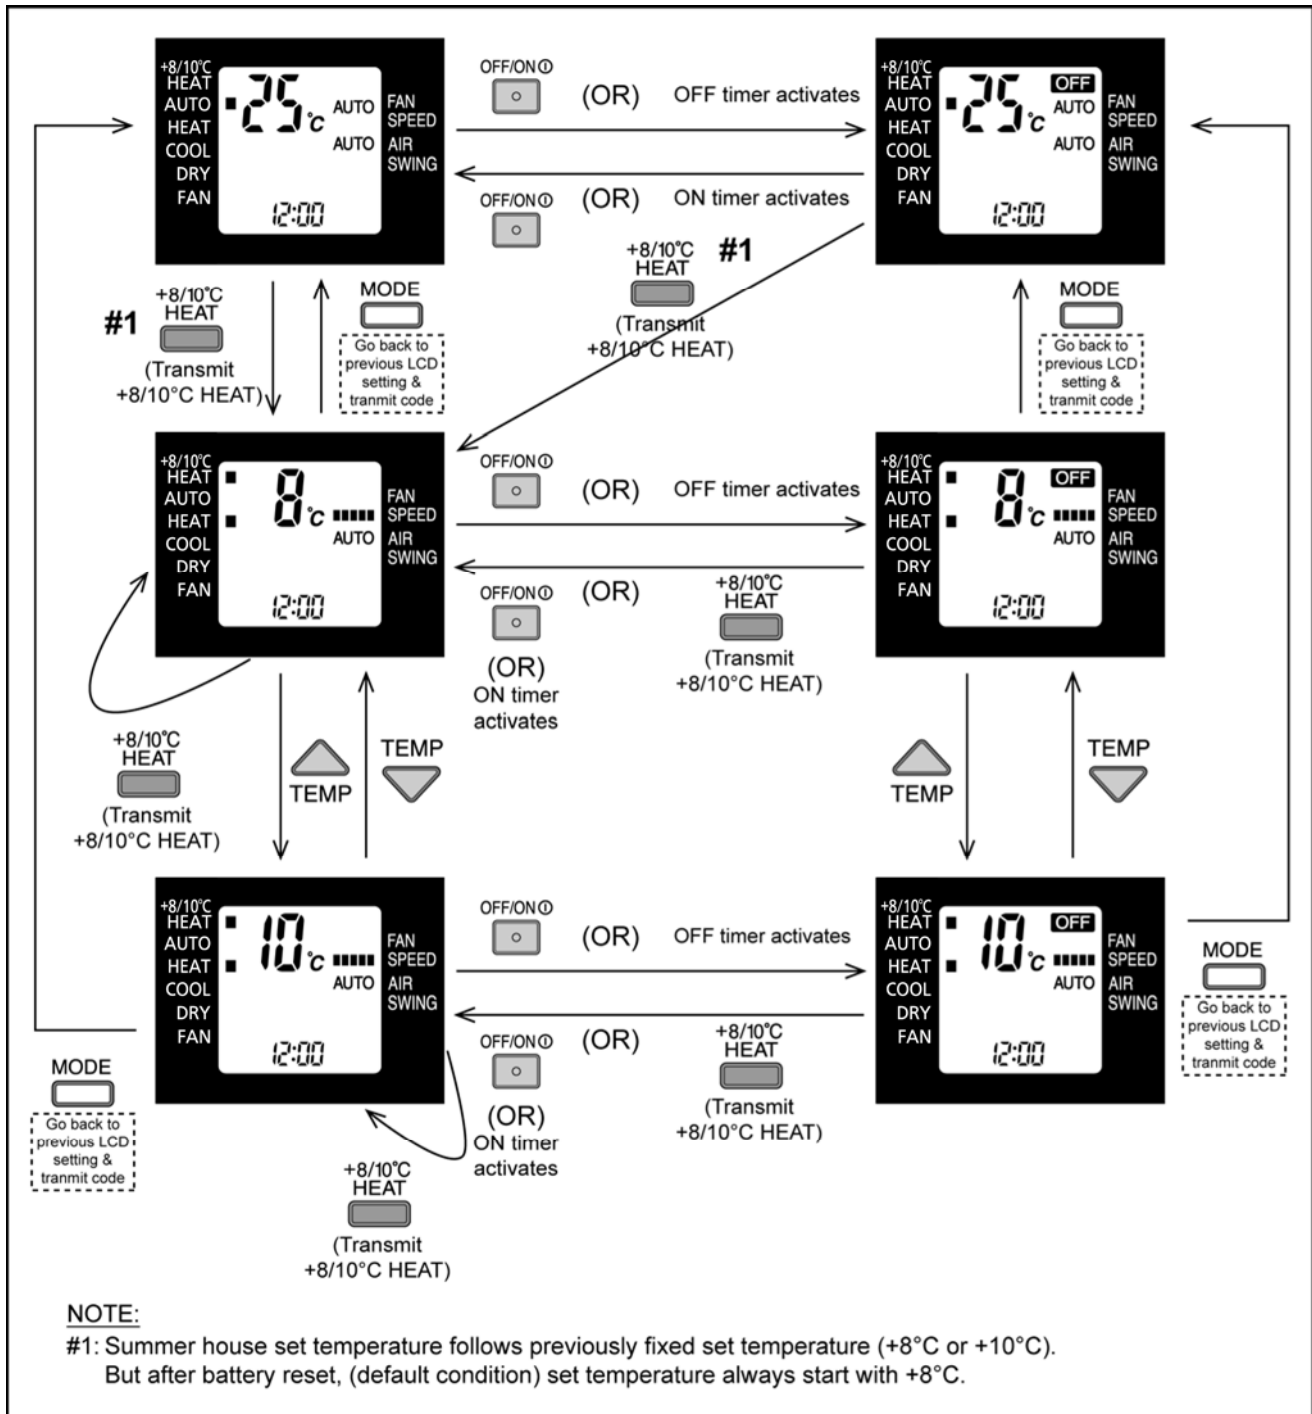 +8/10°C
HEAT
AUTO
HEAT
COOL
DRY
FAN
25°C
AUTO
AUTO
12:00
FAN
SPEED
AIR
SWING
OFF/ON
(OR) OFF timer activates
OFF/ON
(OR) ON timer activates
+8/10°C
HEAT
AUTO
HEAT
COOL
DRY
FAN
25°C
OFF
AUTO
AUTO
12:00
FAN
SPEED
AIR
SWING
#1
+8/10°C
HEAT
(Transmit
+8/10°C HEAT)
MODE
Go back to
previous LCD
setting &
tranmit code
+8/10°C
HEAT
#1
(Transmit
+8/10°C HEAT)
MODE
Go back to
previous LCD
setting &
tranmit code
+8/10°C
HEAT
AUTO
HEAT
COOL
DRY
FAN
8°C
AUTO
12:00
FAN
SPEED
AIR
SWING
OFF/ON
(OR) OFF timer activates
OFF/ON
(OR)
(OR)
ON timer
activates
+8/10°C
HEAT
(Transmit
+8/10°C HEAT)
+8/10°C
HEAT
AUTO
HEAT
COOL
DRY
FAN
8°C
OFF
AUTO
12:00
FAN
SPEED
AIR
SWING
+8/10°C
HEAT
(Transmit
+8/10°C HEAT)
TEMP
TEMP
TEMP
TEMP
+8/10°C
HEAT
AUTO
HEAT
COOL
DRY
FAN
10°C
AUTO
12:00
FAN
SPEED
AIR
SWING
OFF/ON
(OR) OFF timer activates
OFF/ON
(OR)
(OR)
ON timer
activates
+8/10°C
HEAT
(Transmit
+8/10°C HEAT)
+8/10°C
HEAT
AUTO
HEAT
COOL
DRY
FAN
10°C
OFF
AUTO
12:00
FAN
SPEED
AIR
SWING
MODE
Go back to
previous LCD
setting &
tranmit code
MODE
Go back to
previous LCD
setting &
tranmit code
+8/10°C
HEAT
(Transmit
+8/10°C HEAT)
NOTE:
#1: Summer house set temperature follows previously fixed set temperature (+8°C or +10°C).
But after battery reset, (default condition) set temperature always start with +8°C.